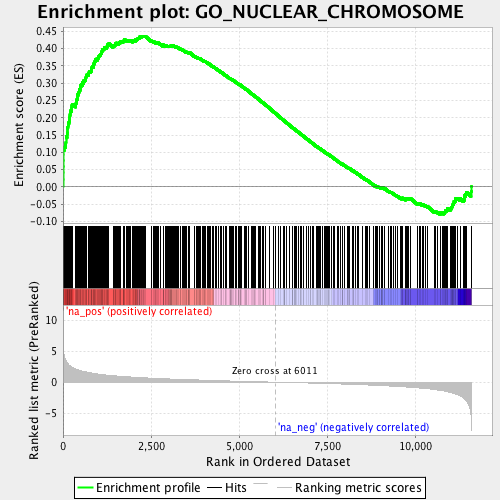 Enrichment plot: GO_NUCLEAR_CHROMOSOME
Enrichment score (ES)
0.45
0.40
0.35
0.30
0.25
0.20
0.15
0.10
0.05
0.00
-0.05
-0.10
Ranked list metric (PreRanked)
10
5
0
-5
'na_pos' (positively correlated)
Zero cross at 6011
'na_neg' (negatively correlated)
0 2,500 5,000 7,500 10,000
Rank in Ordered Dataset
Enrichment profile Hits Ranking metric scores